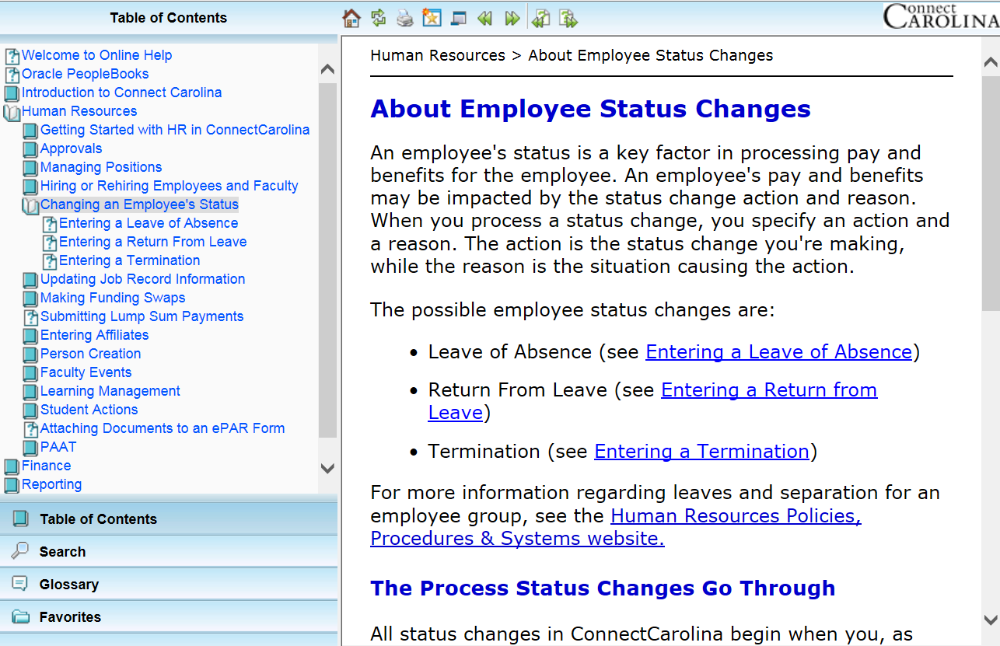 Table of Contents
Connect
CAROLINA
Welcome to Online Help
Oracle PeopleBooks
Introduction to Connect Carolina
Human Resources
Getting Started with HR in ConnectCarolina
Approvals
Managing Positions
Hiring or Rehiring Employees and Faculty
Changing an Employee's Status
Entering a Leave of Absence
Entering a Return From Leave
Entering a Termination
Updating Job Record Information
Making Funding Swaps
Submitting Lump Sum Payments
Entering Affiliates
Person Creation
Faculty Events
Learning Management
Student Actions
Attaching Documents to an ePAR Form
PAAT
Finance
Reporting
Table of Contents
Search
Glossary
Favorites
Human Resources > About Employee Status Changes
About Employee Status Changes
An employee's status is a key factor in processing pay and
benefits for the employee. An employee's pay and benefits
may be impacted by the status change action and reason.
When you process a status change, you specify an action and
a reason. The action is the status change you're making,
while the reason is the situation causing the action.
The possible employee status changes are:
• Leave of Absence (see Entering a Leave of Absence)
• Return From Leave (see Entering a Return from
Leave)
• Termination (see Entering a Termination)
For more information regarding leaves and separation for an
employee group, see the Human Resources Policies,
Procedures & Systems website.
The Process Status Changes Go Through
All status changes in ConnectCarolina begin when you, as